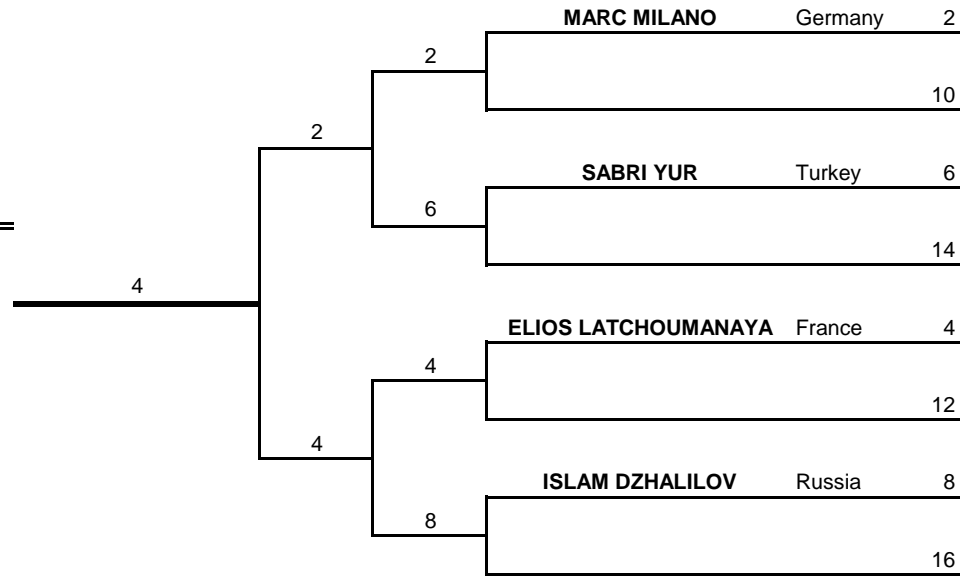 MARC MILANO Germany 2
2
10
2
SABRI YUR Turkey 6
6
14
4
ELIOS LATCHOUMANAYA France 4
4
12
4
ISLAM DZHALILOV Russia 8
8
16